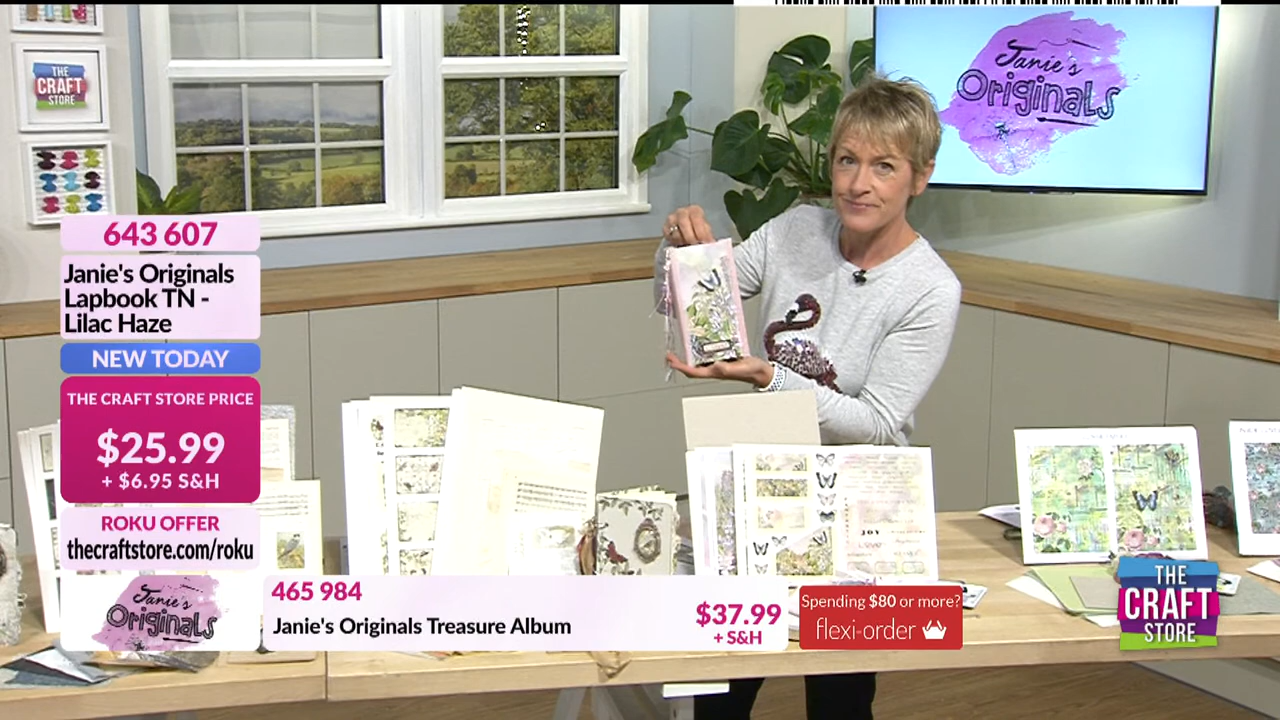 THE
CRAFT
STORE
Janie's
Originals
643 607
Janie's Originals
Lapbook TN -
Lilac Haze
NEW TODAY
THE CRAFT STORE PRICE
$25.99
+ $6.95 S&H
ROKU OFFER
thecraftstore.com/roku
Janie's
Originals
465 984
Janie's Originals Treasure Album
$37.99
+ S&H
Spending $80 or more?
flexi-order
JOY
THE
CRAFT
STORE